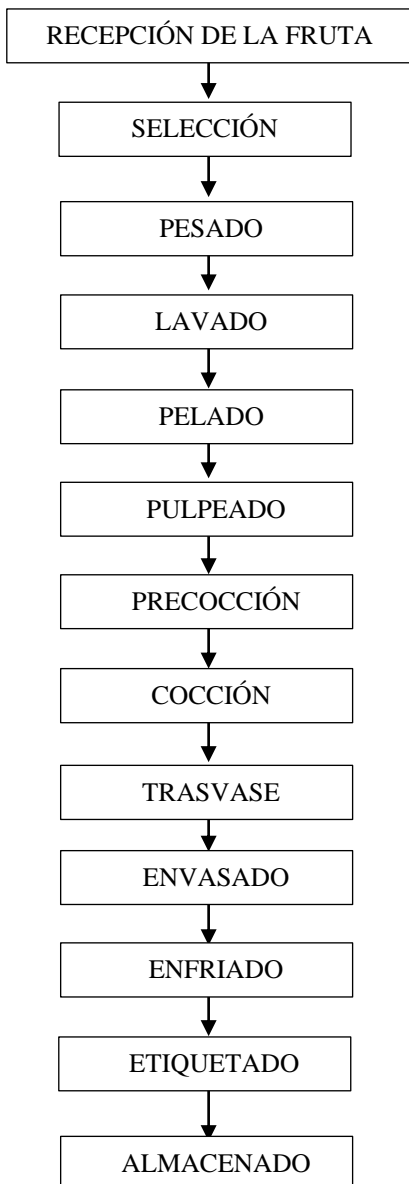 RECEPCIÓN DE LA FRUTA
SELECCIÓN
PESADO
LAVADO
PELADO
PULPEADO
PRECOCCIÓN
COCCIÓN
TRASVASE
ENVASADO
ENFRIADO
ETIQUETADO
ALMACENADO